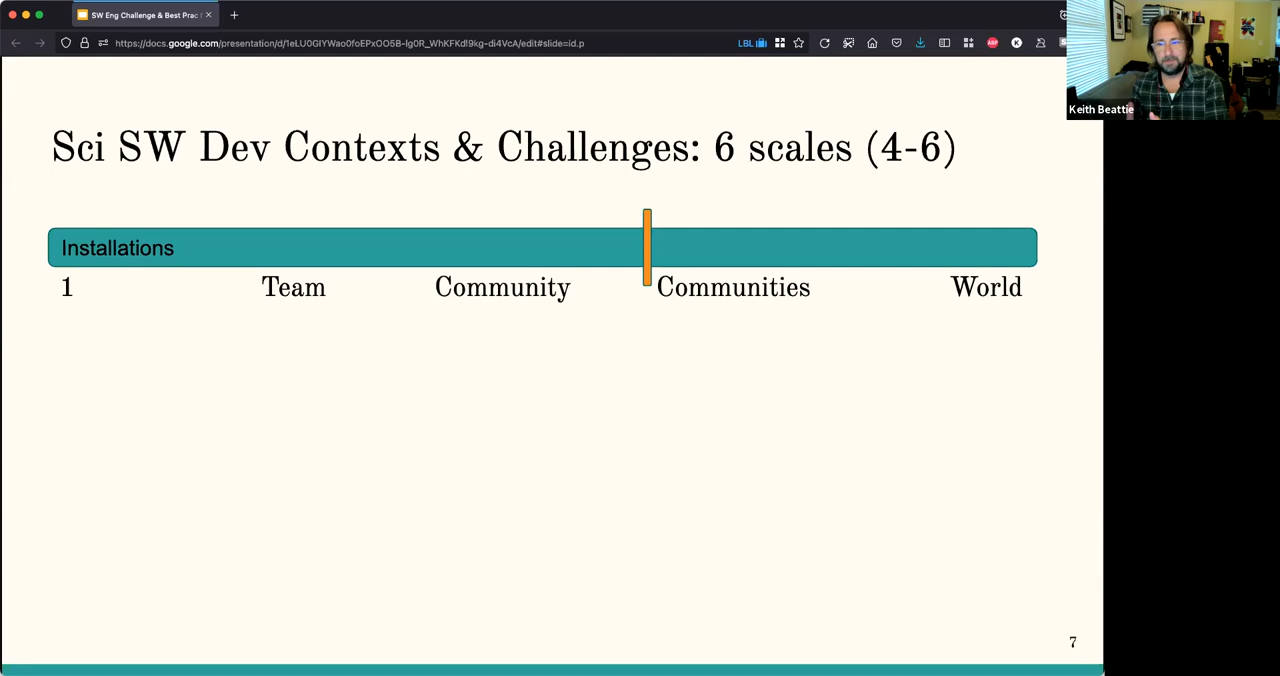 SW Eng Challenge & Best Prac
https://docs.google.com/presentation/d/1eLU0GIYWao0foEPxOO5B-Ig0R_WhKFKdl9kg-di4VcA/edit#slide=id.p
LBL
ABP
K
Keith Beattie
Sci SW Dev Contexts & Challenges: 6 scales (4-6)
Installations
1 Team Community Communities World
7